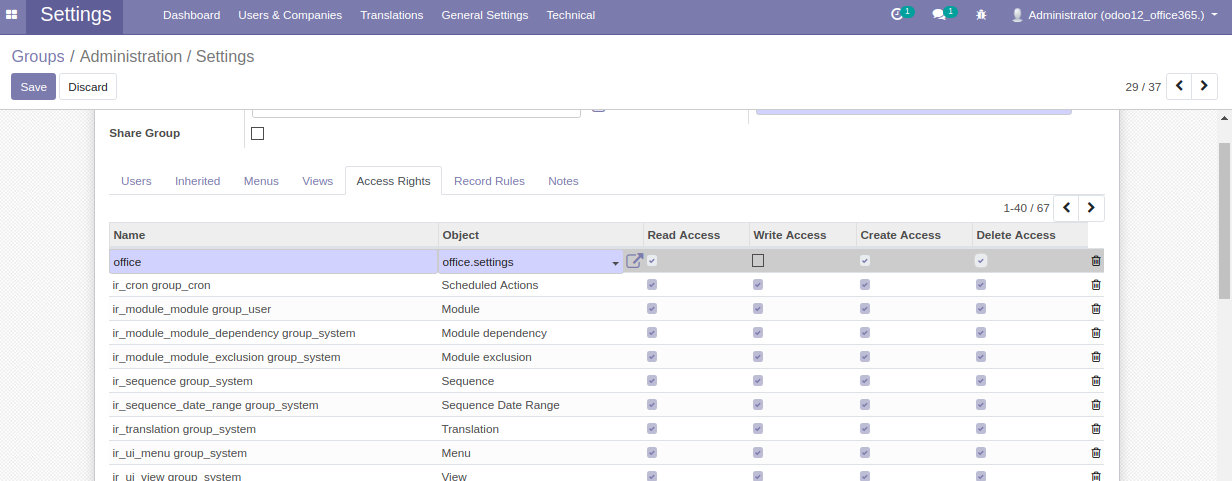 Settings Dashboard Users & Companies Translations General Settings Technical 1 1 Administrator (odoo12_office365.)
Groups / Administration / Settings
Save Discard 29 / 37
Share Group
Users Inherited Menus Views Access Rights Record Rules Notes
1-40 / 67
Name Object Read Access Write Access Create Access Delete Access
office office.settings
ir_cron group_cron Scheduled Actions
ir_module_module group_user Module
ir_module_module_dependency group_system Module dependency
ir_module_module_exclusion group_system Module exclusion
ir_sequence group_system Sequence
ir_sequence_date_range group_system Sequence Date Range
ir_translation group_system Translation
ir_ui_menu group_system Menu
ir_ui_view group_system View